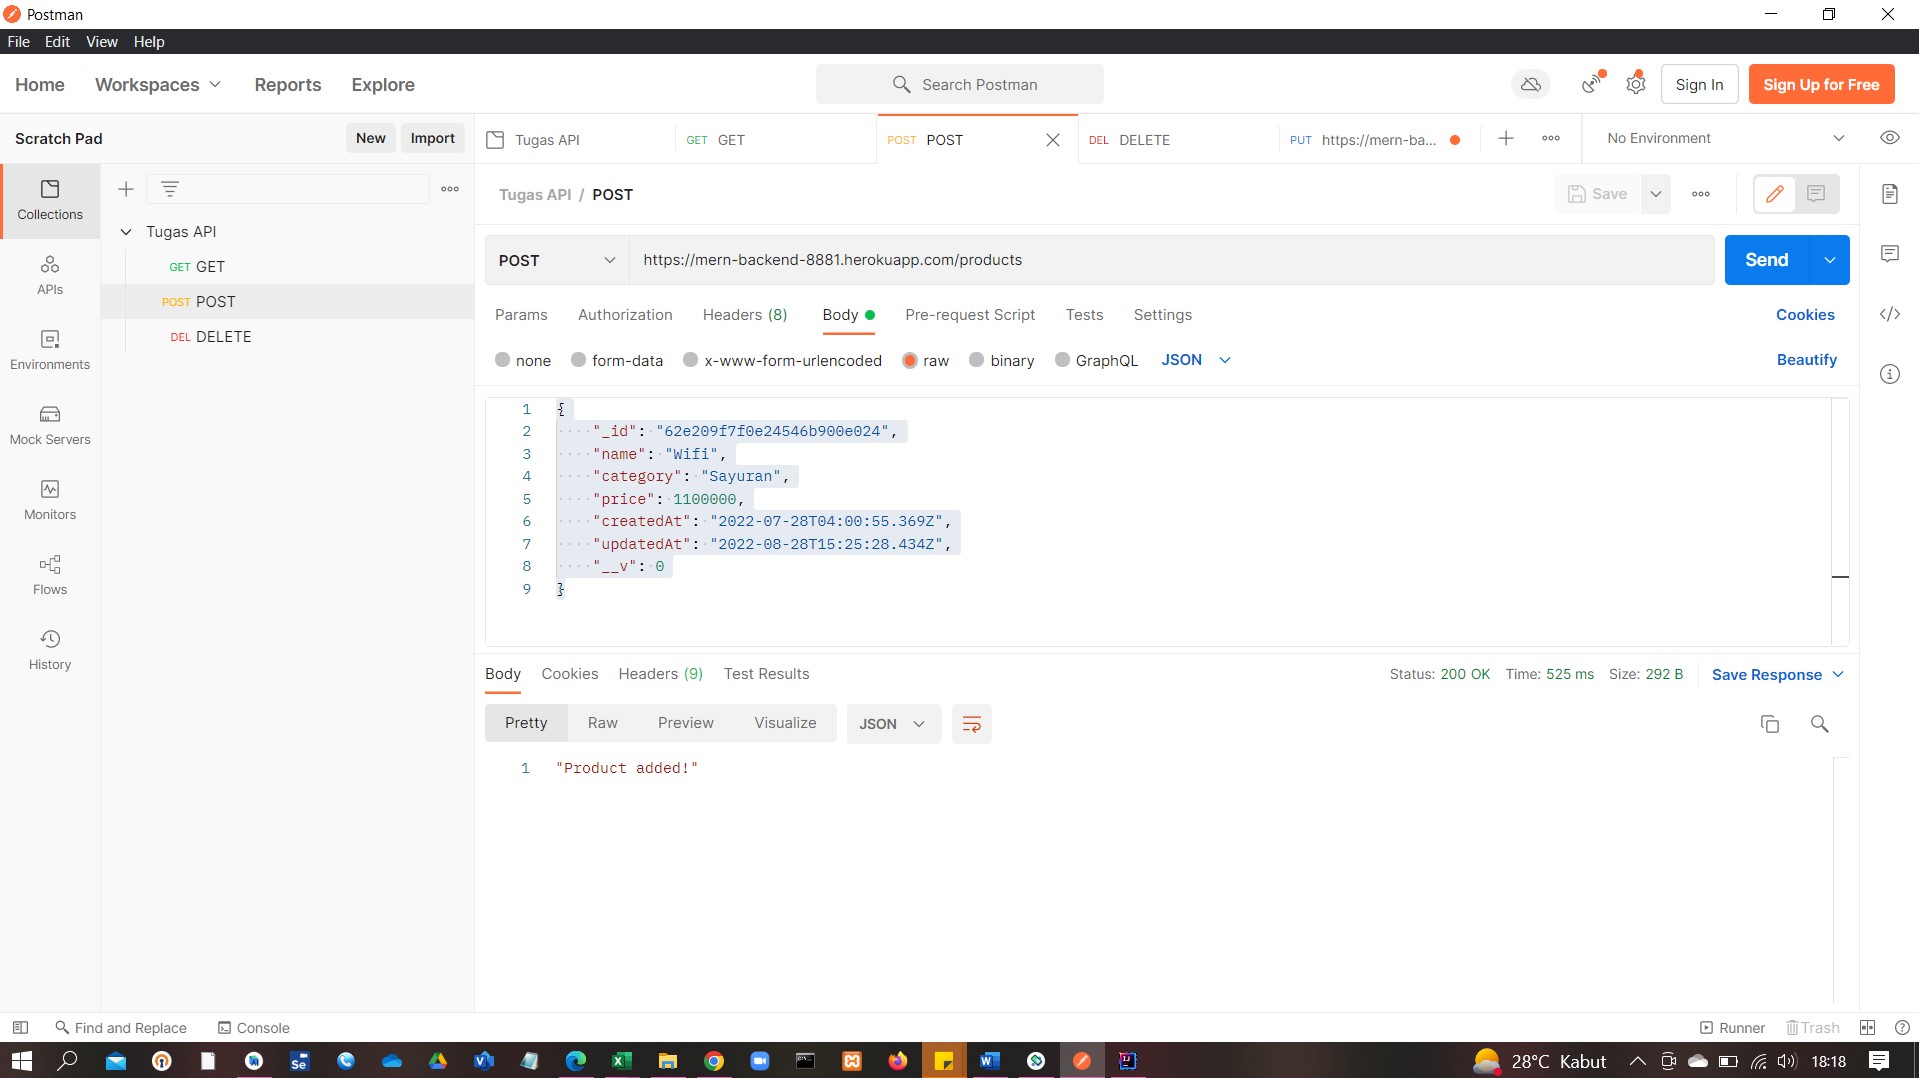 Postman
File Edit View Help
Home Workspaces Reports Explore Search Postman Sign In Sign Up for Free
Scratch Pad New Import Tugas API GET GET POST POST DEL DELETE PUT https://mern-ba... No Environment
Collections
APIs
Environments
Mock Servers
Monitors
Flows
History
Tugas API
GET GET
POST POST
DEL DELETE
Tugas API / POST Save
POST https://mern-backend-8881.herokuapp.com/products Send
Params Authorization Headers (8) Body Pre-request Script Tests Settings Cookies
none form-data x-www-form-urlencoded raw binary GraphQL JSON Beautify
1 {
2 "_id": "62e209f7f0e24546b900e024",
3 "name": "Wifi",
4 "category": "Sayuran",
5 "price": 1100000,
6 "createdAt": "2022-07-28T04:00:55.369Z",
7 "updatedAt": "2022-08-28T15:25:28.434Z",
8 "__v": 0
9 }
Body Cookies Headers (9) Test Results Status: 200 OK Time: 525 ms Size: 292 B Save Response
Pretty Raw Preview Visualize JSON
1 "Product added!"
Find and Replace Console Runner Trash
Se 28°C Kabut 18:18